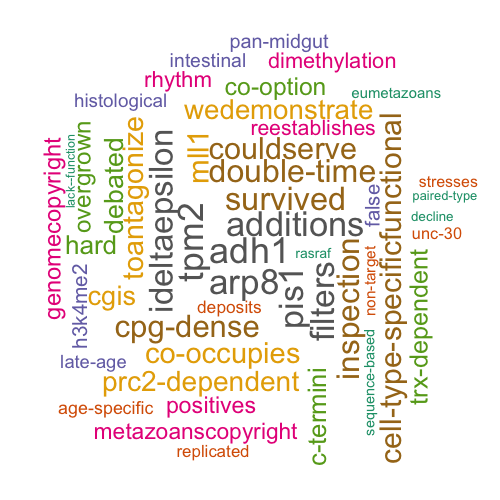 pan-midgut
intestinal
dimethylation
rhythm
co-option
eumetazoans
histological
wedemonstrate
reestablishes
mll1
couldserve
double-time
survived
additions
adh1
arp81
rasraf
genomecopyright
lack-function
overgrown
debated
toantagonize
ideltaepsilon
tpm2
hard
h3k4me2
cgis
cpg-dense
deposits
pis1
filters
inspection
false
non-target
cell-type-specificfunctional
stresses
paired-type
decline
unc-30
trx-dependent
sequence-based
late-age
co-occupies
prc2-dependent
age-specific
positives
c-termini
metazoanscopyright
replicated